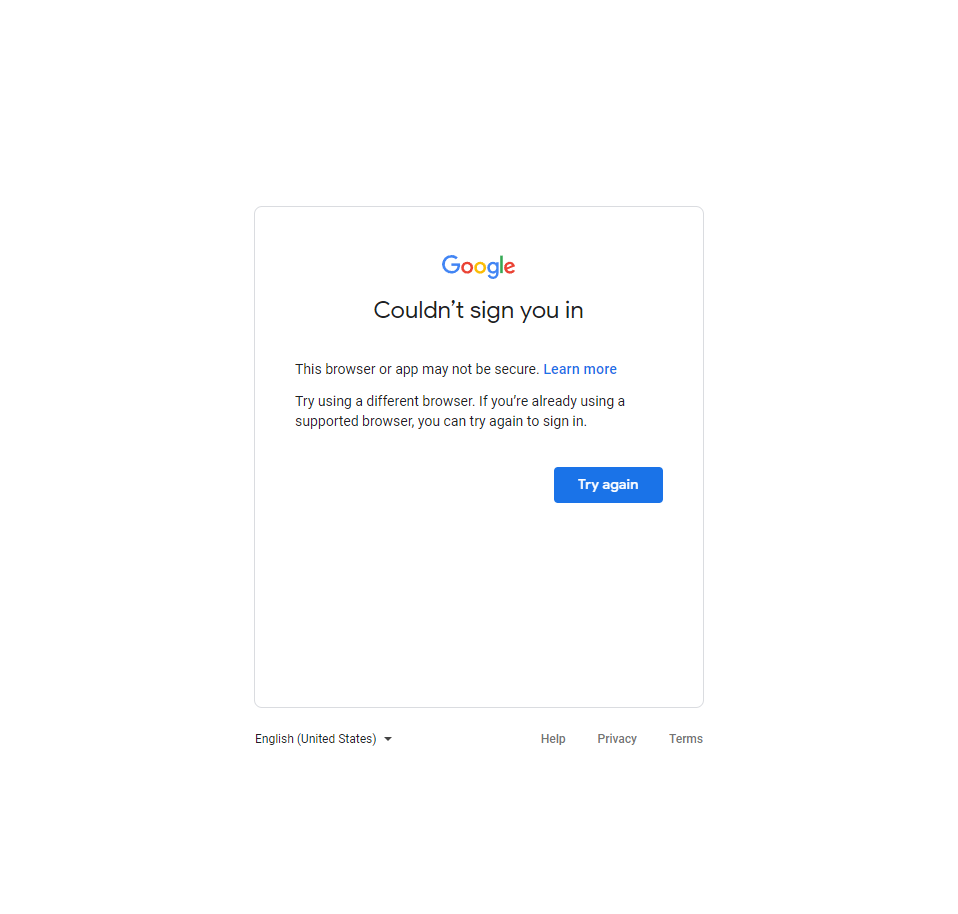 Google
Couldn’t sign you in
This browser or app may not be secure. Learn more
Try using a different browser. If you’re already using a
supported browser, you can try again to sign in.
Try again
English (United States)
Help
Privacy
Terms